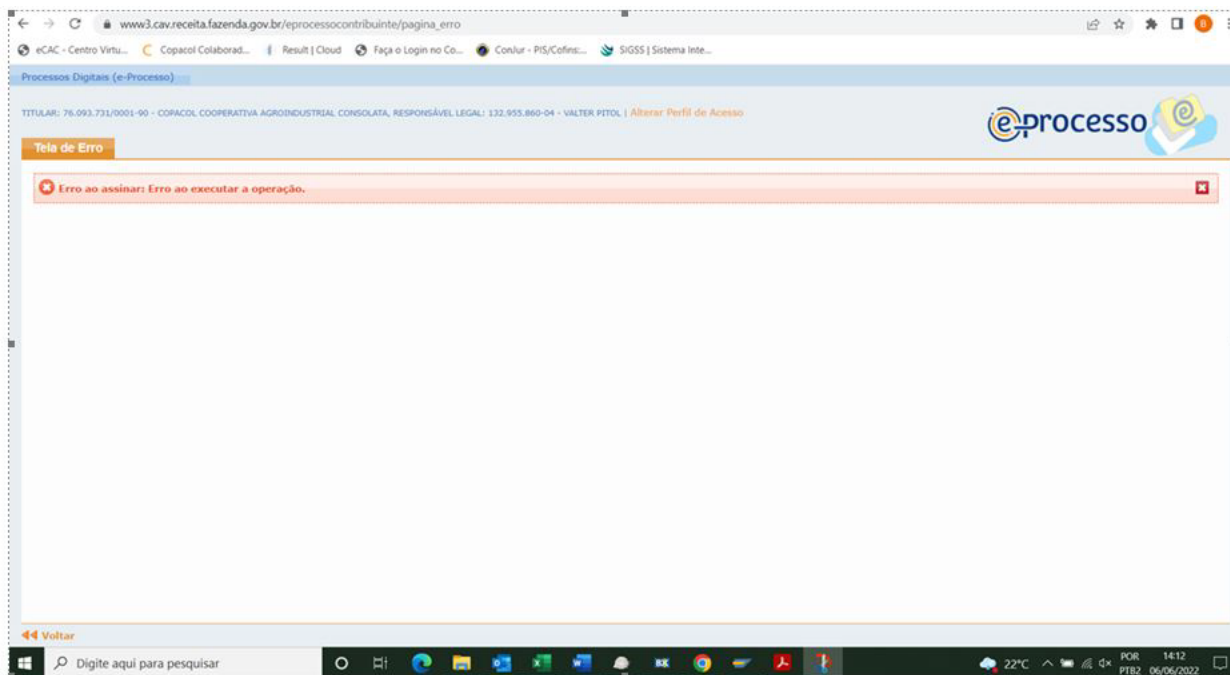 www3.cav.receita.fazenda.gov.br/eprocessocontribuinte/pagina_erro
B
eCAC - Centro Virtu... Copacol Colaborad... Result | Cloud Faça o Login no Co... ConJur - PIS/Cofins:... SIGSS | Sistema Inte...
Processos Digitais (e-Processo)
TITULAR: 76.093.731/0001-90 - COPACOL COOPERATIVA AGROINDUSTRIAL CONSOLATA, RESPONSÁVEL LEGAL: 132.955.860-04 - VALTER PITOL | Alterar Perfil de Acesso
e-processo
Tela de Erro
Erro ao assinar: Erro ao executar a operação.
Voltar
Digite aqui para pesquisar
22°C
POR 14:12
PTB2 06/06/2022